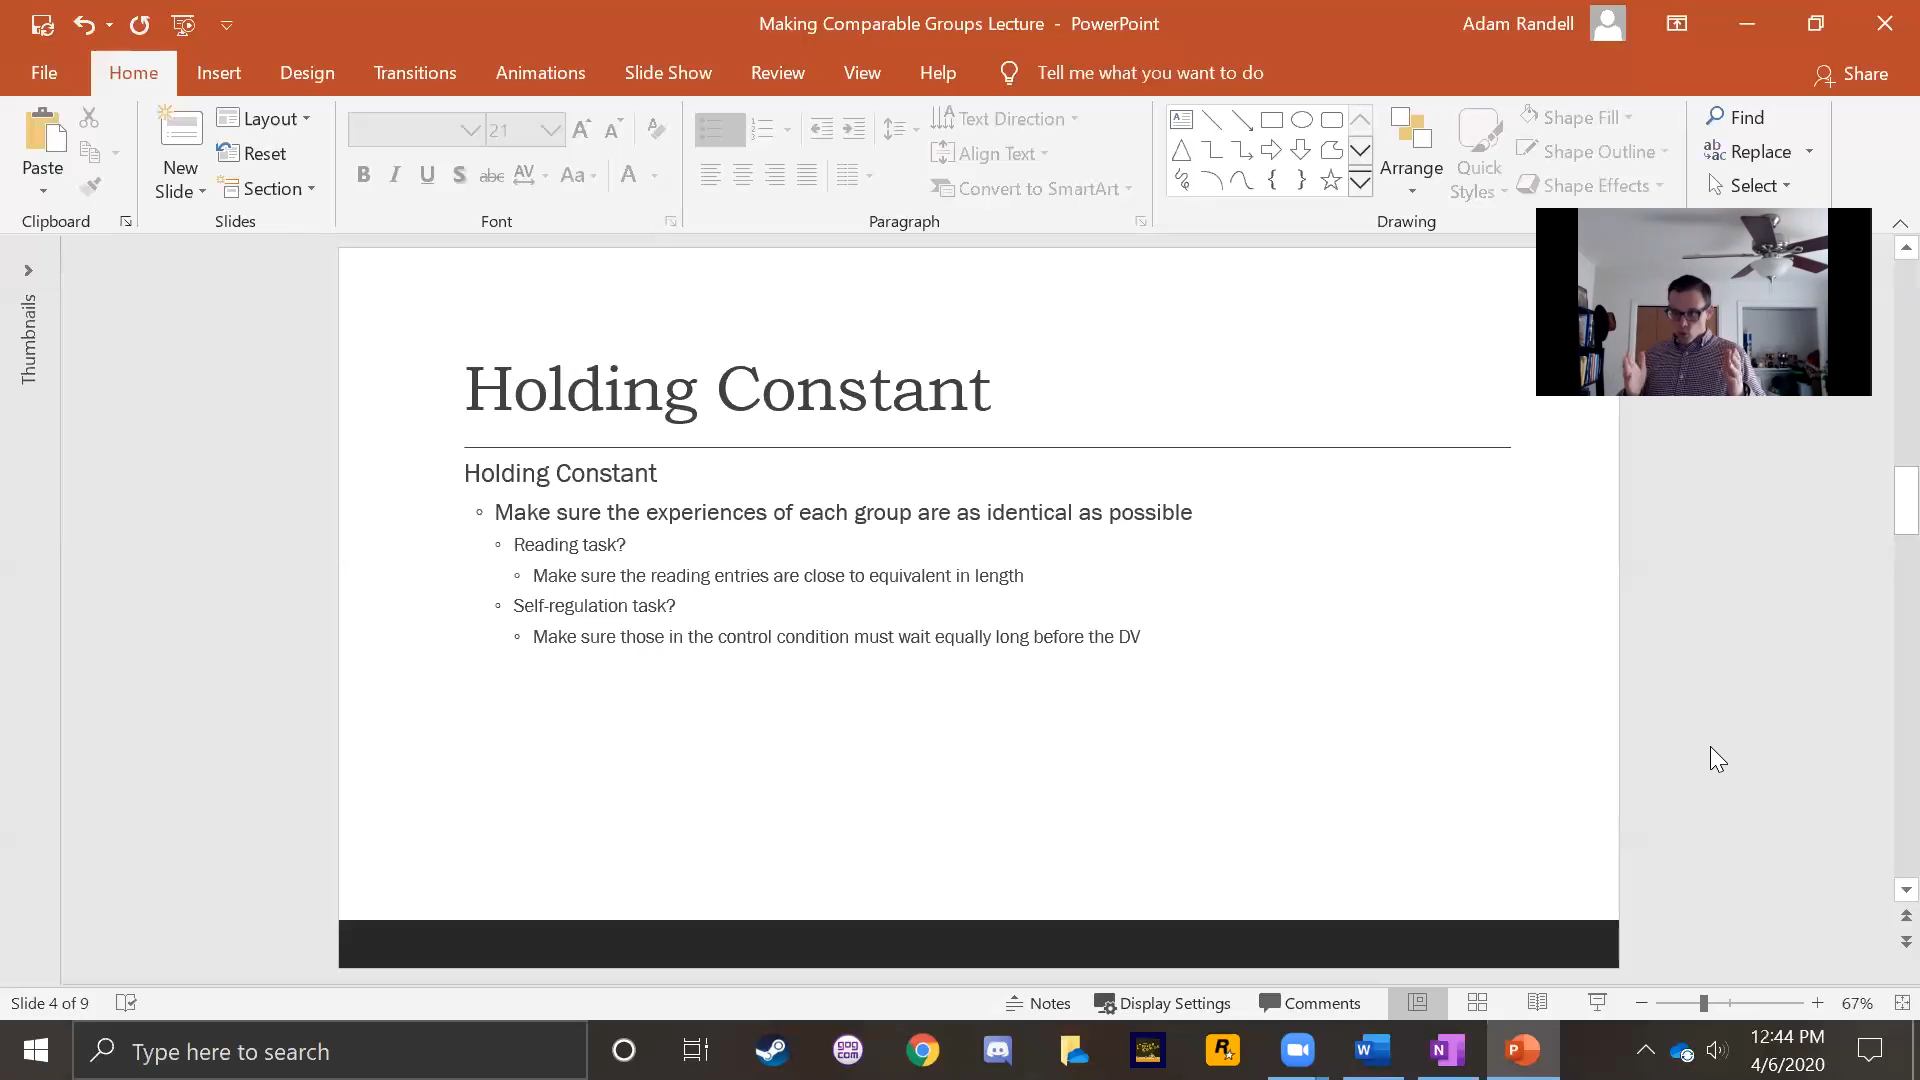 Making Comparable Groups Lecture - PowerPoint
Adam Randell
File Home Insert Design Transitions Animations Slide Show Review View Help Tell me what you want to do Share
Paste
Clipboard
New Slide
Layout
Reset
Section
Slides
21
B I U S abc AV Aa A
Font
Text Direction
Align Text
Convert to SmartArt
Paragraph
Arrange
Quick Styles
Shape Fill
Shape Outline
Shape Effects
Drawing
Find
Replace
Select
Thumbnails
Holding Constant
Holding Constant
Make sure the experiences of each group are as identical as possible
Reading task?
Make sure the reading entries are close to equivalent in length
Self-regulation task?
Make sure those in the control condition must wait equally long before the DV
Slide 4 of 9
Notes Display Settings Comments 67%
Type here to search
12:44 PM
4/6/2020